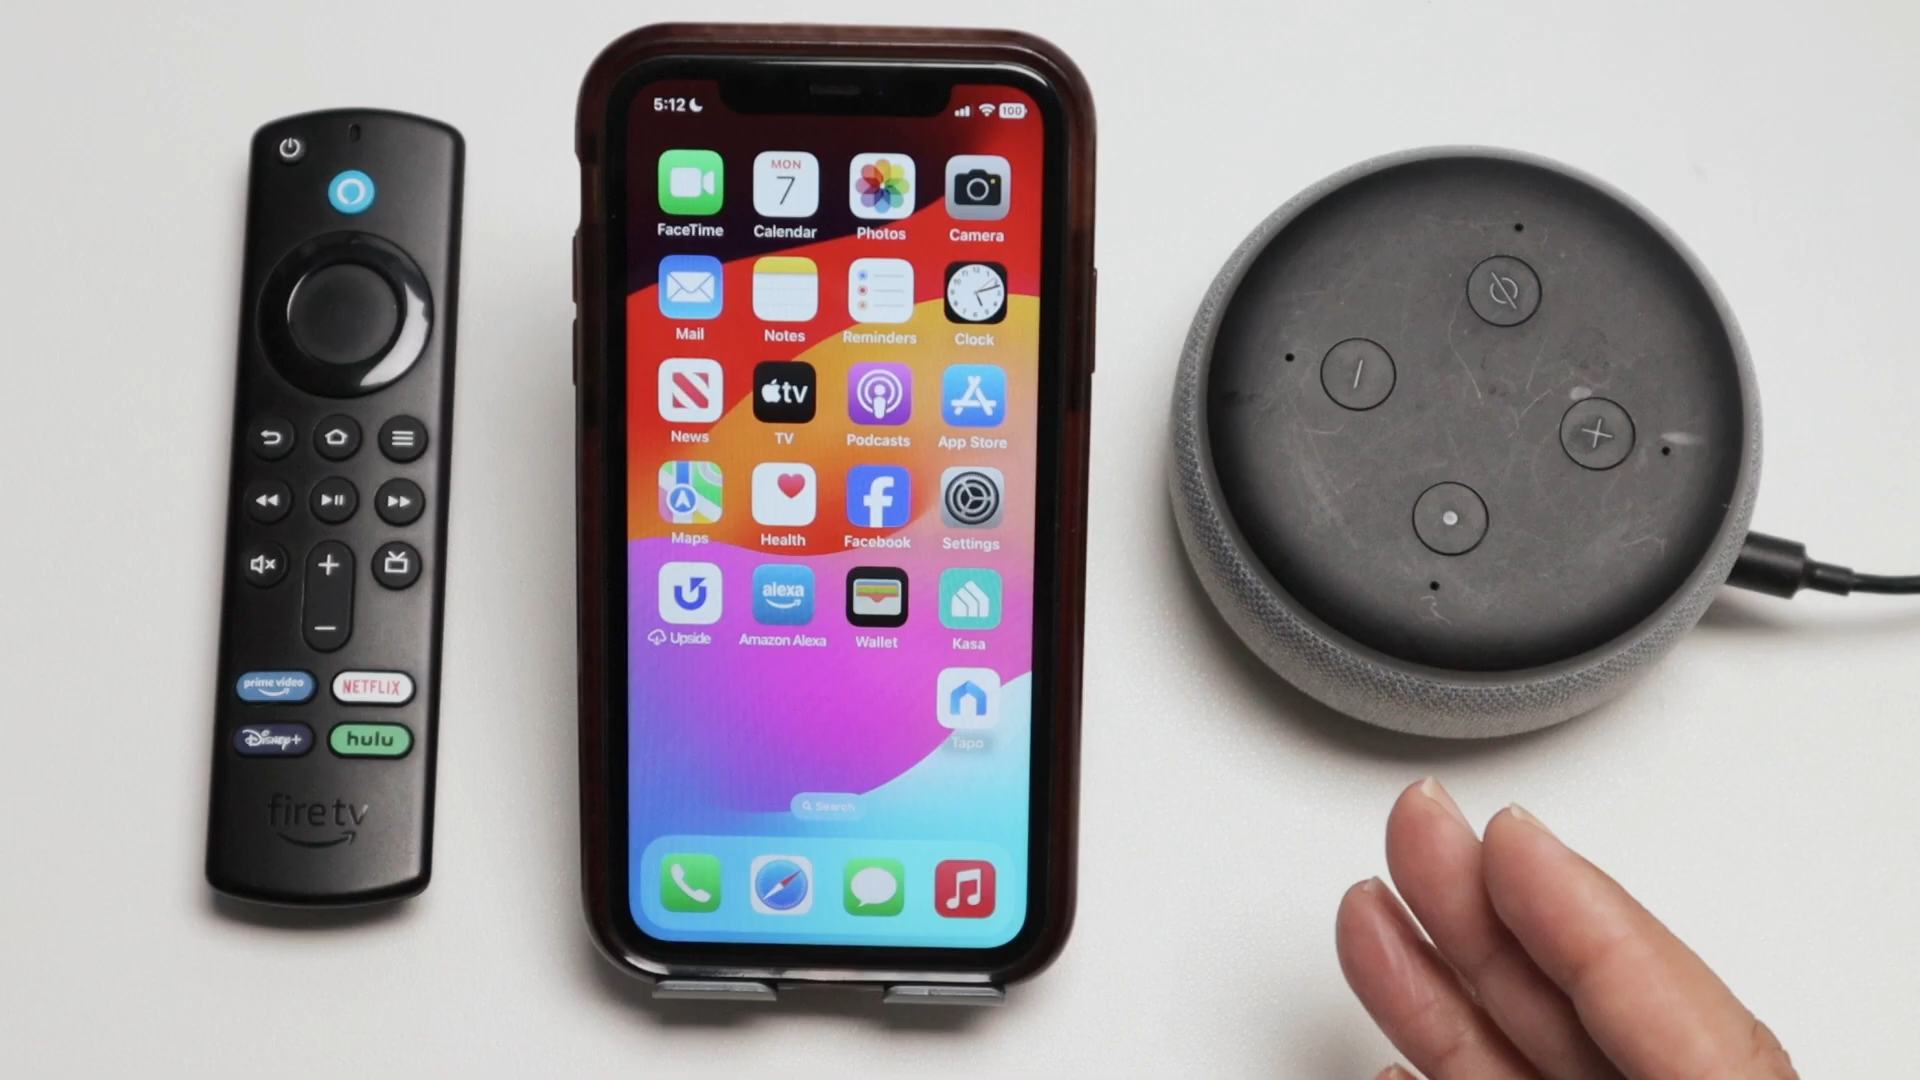 prime video
NETFLIX
Disney+
hulu
fire tv
5:12
100
MON
7
FaceTime
Calendar
Photos
Camera
Mail
Notes
Reminders
Clock
tv
News
TV
Podcasts
App Store
Maps
Health
Facebook
Settings
alexa
Upside
Amazon Alexa
Wallet
Kasa
Tapo
Search